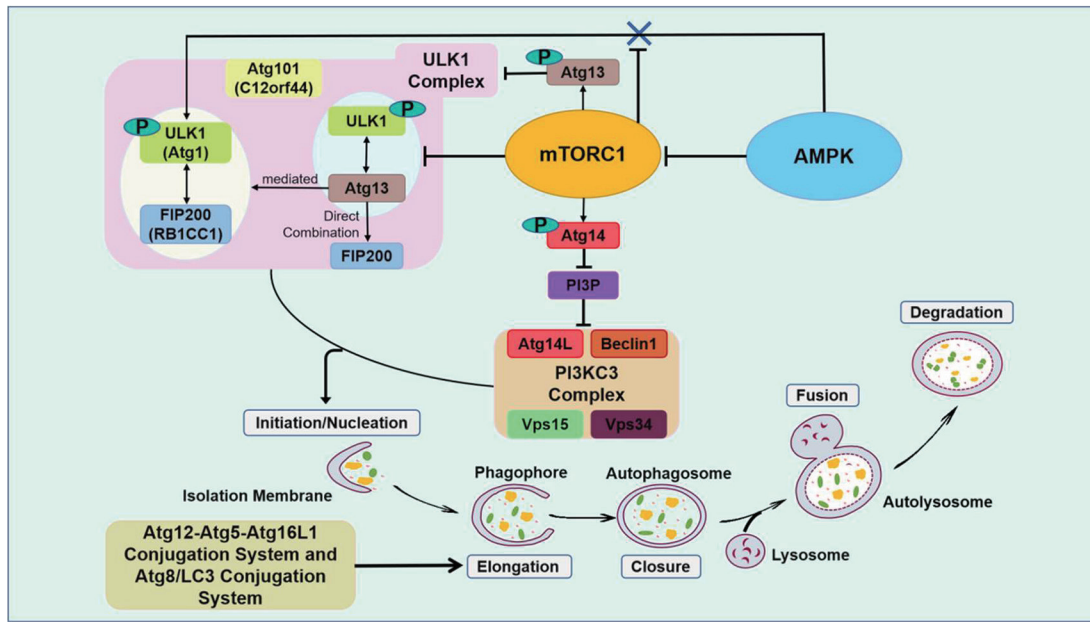 Atg101
(C12orf44)
ULK1
Complex
P
Atg13
P
ULK1
(Atg1)
ULK1
P
mTORC1
AMPK
mediated
Atg13
FIP200
(RB1CC1)
Direct
Combination
FIP200
P
Atg14
PI3P
Atg14L
Beclin1
PI3KC3
Complex
Vps15
Vps34
Degradation
Fusion
Initiation/Nucleation
Isolation Membrane
Phagophore
Autophagosome
Autolysosome
Atg12-Atg5-Atg16L1
Conjugation System and
Atg8/LC3 Conjugation
System
Elongation
Closure
Lysosome